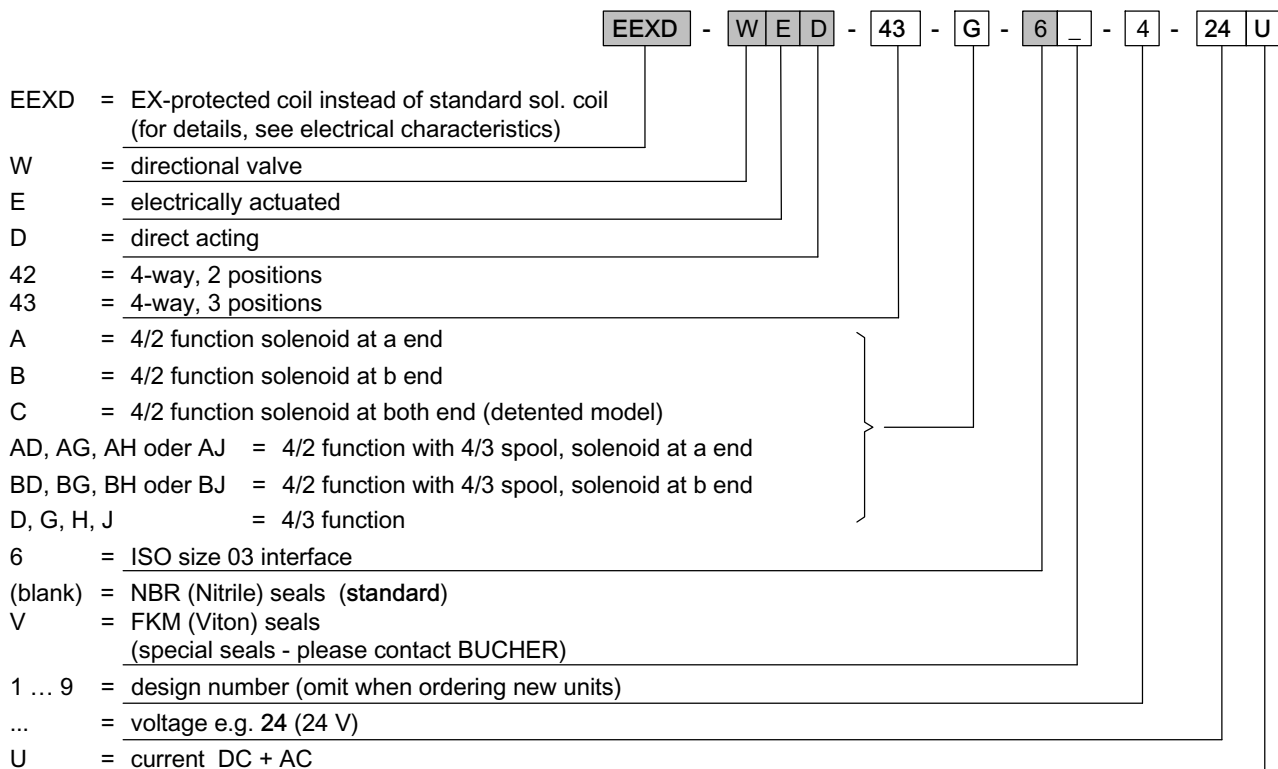 EEXD - W E D - 43 - G - 6 _ - 4 - 24 U
EEXD = EX-protected coil instead of standard sol. coil
(for details, see electrical characteristics)
W = directional valve
E = electrically actuated
D = direct acting
42 = 4-way, 2 positions
43 = 4-way, 3 positions
A = 4/2 function solenoid at a end
B = 4/2 function solenoid at b end
C = 4/2 function solenoid at both end (detented model)
AD, AG, AH oder AJ = 4/2 function with 4/3 spool, solenoid at a end
BD, BG, BH oder BJ = 4/2 function with 4/3 spool, solenoid at b end
D, G, H, J = 4/3 function
6 = ISO size 03 interface
(blank) = NBR (Nitrile) seals (standard)
V = FKM (Viton) seals
(special seals - please contact BUCHER)
1 … 9 = design number (omit when ordering new units)
... = voltage e.g. 24 (24 V)
U = current DC + AC